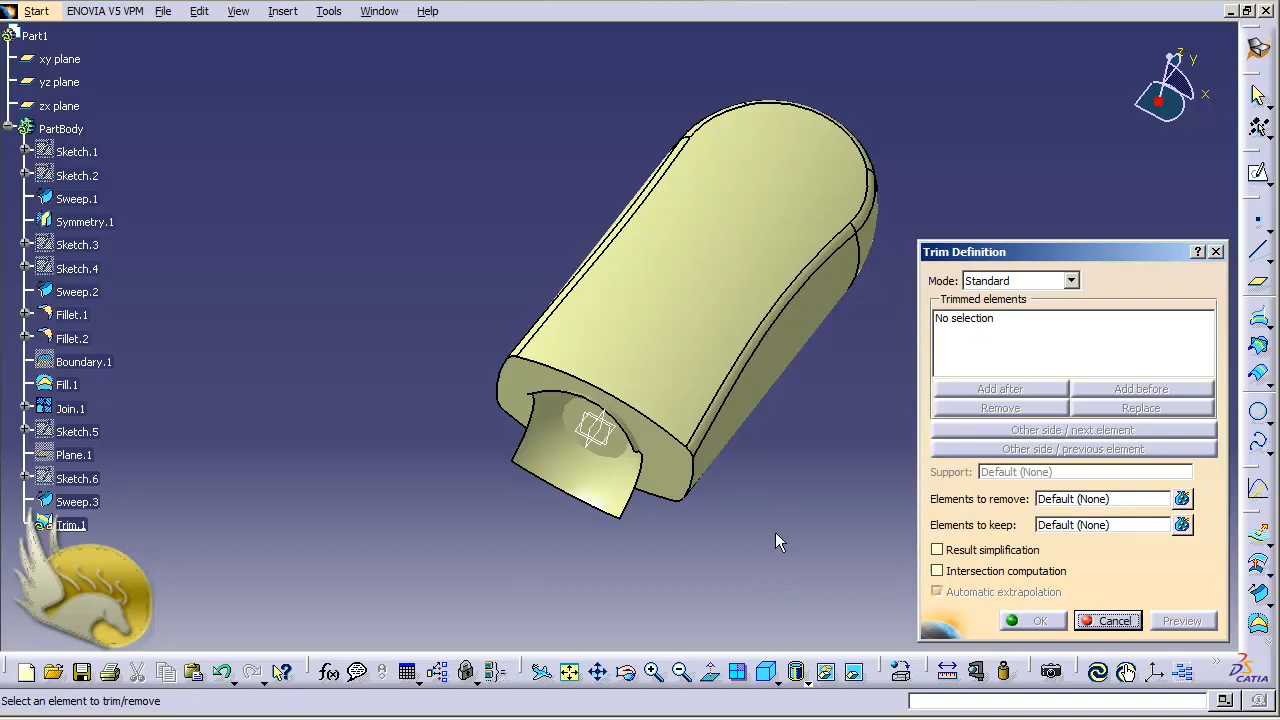 Start ENOVIA V5 VPM File Edit View Insert Tools Window Help
Part1
xy plane
yz plane
zx plane
PartBody
Sketch.1
Sketch.2
Sweep.1
Symmetry.1
Sketch.3
Sketch.4
Sweep.2
Fillet.1
Fillet.2
Boundary.1
Fill.1
Join.1
Sketch.5
Plane.1
Sketch.6
Sweep.3
Trim.1
z
y
x
Trim Definition
Mode: Standard
Trimmed elements
No selection
Add after Add before
Remove Replace
Other side / next element
Other side / previous element
Support: Default (None)
Elements to remove: Default (None)
Elements to keep: Default (None)
Result simplification
Intersection computation
Automatic extrapolation
OK Cancel Preview
f(x)
CATIA
Select an element to trim/remove